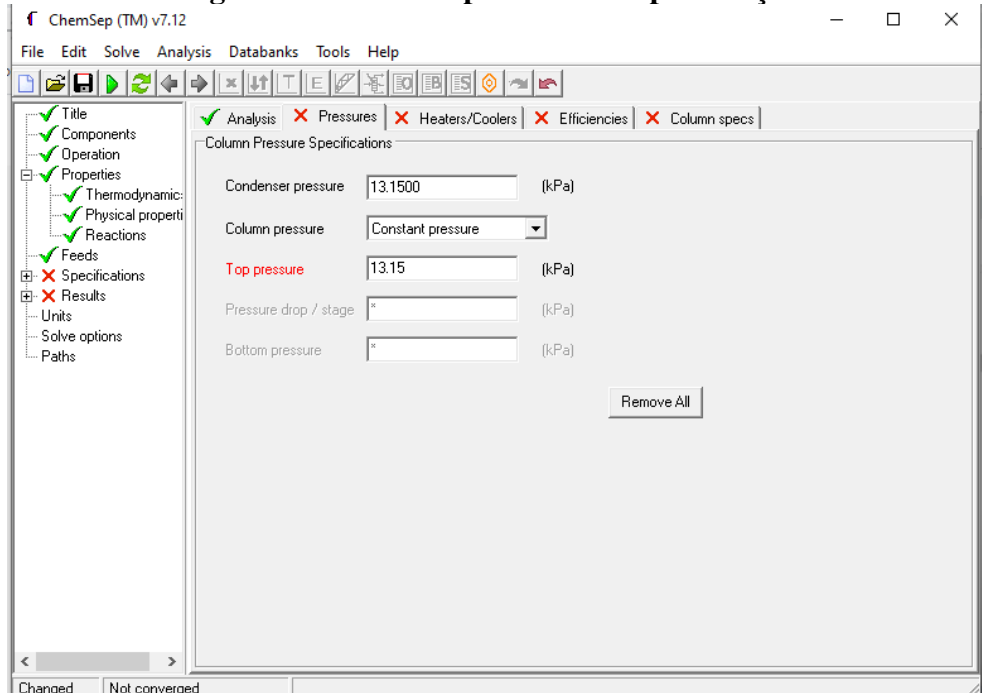 ChemSep (TM) v7.12
File Edit Solve Analysis Databanks Tools Help
Title
Components
Operation
Properties
Thermodynamic
Physical properti
Reactions
Feeds
Specifications
Results
Units
Solve options
Paths
Analysis Pressures Heaters/Coolers Efficiencies Column specs
Column Pressure Specifications
Condenser pressure 13.1500 (kPa)
Column pressure Constant pressure
Top pressure 13.15 (kPa)
Pressure drop / stage * (kPa)
Bottom pressure * (kPa)
Remove All
Changed Not converged